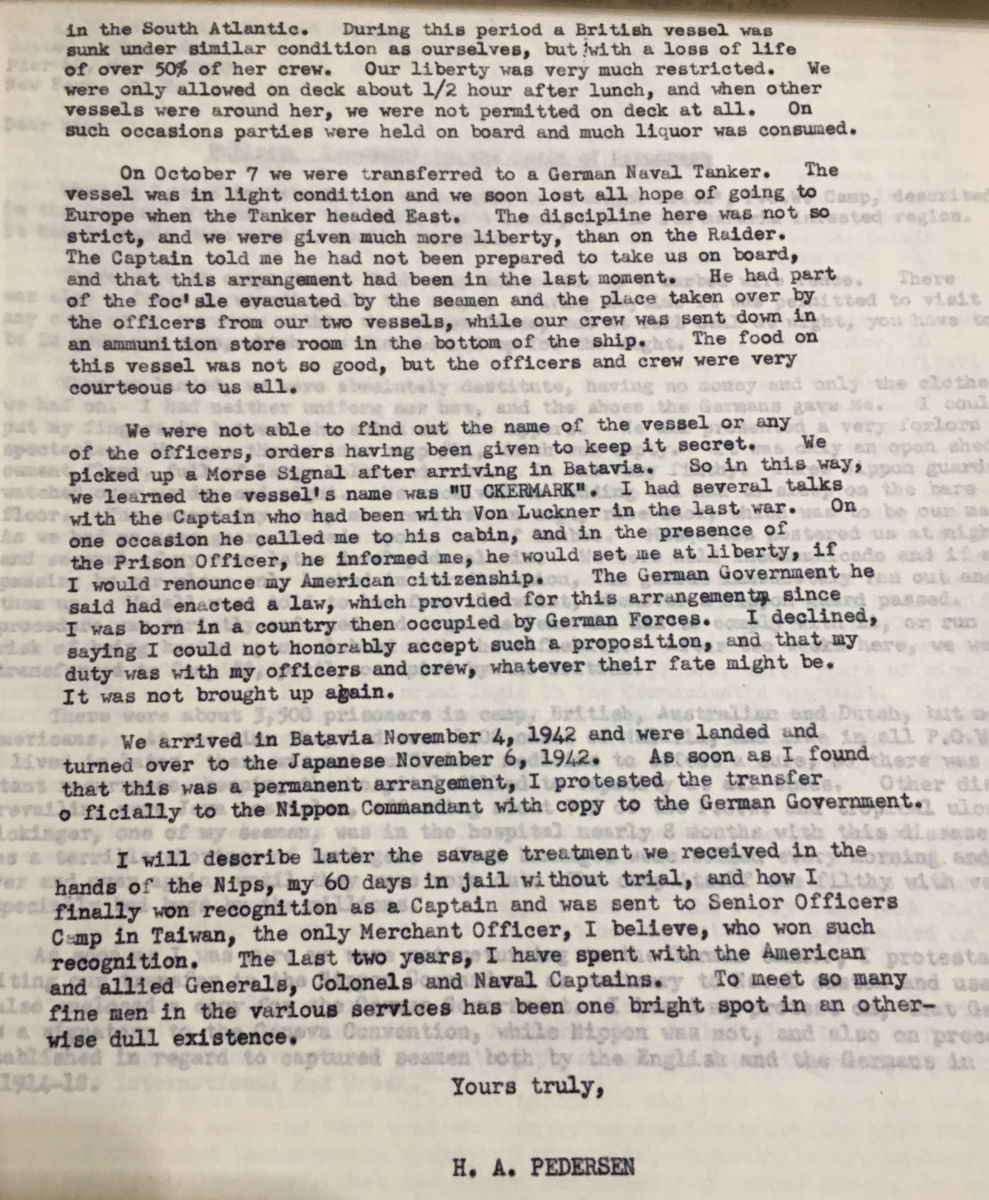 in the South Atlantic. During this period a British vessel was
sunk under similar condition as ourselves, but with a loss of life
of over 50% of her crew. Our liberty was very much restricted. We
were only allowed on deck about 1/2 hour after lunch, and when other
vessels were around her, we were not permitted on deck at all. On
such occasions parties were held on board and much liquor was consumed.
On October 7 we were transferred to a German Naval Tanker. The
vessel was in light condition and we soon lost all hope of going to
Europe when the Tanker headed East. The discipline here was not so
strict, and we were given much more liberty, than on the Raider.
The Captain told me he had not been prepared to take us on board,
and that this arrangement had been in the last moment. He had part
of the foc'sle evacuated by the seamen and the place taken over by
the officers from our two vessels, while our crew was sent down in
an ammunition store room in the bottom of the ship. The food on
this vessel was not so good, but the officers and crew were very
courteous to us all.
We were not able to find out the name of the vessel or any
of the officers, orders having been given to keep it secret. We
picked up a Morse Signal after arriving in Batavia. So in this way,
we learned the vessel's name was "U CKERMARK". I had several talks
with the Captain who had been with Von Luckner in the last war. On
one occasion he called me to his cabin, and in the presence of
the Prison Officer, he informed me, he would set me at liberty, if
I would renounce my American citizenship. The German Government he
said had enacted a law, which provided for this arrangement, since
I was born in a country then occupied by German Forces. I declined,
saying I could not honorably accept such a proposition, and that my
duty was with my officers and crew, whatever their fate might be.
It was not brought up again.
We arrived in Batavia November 4, 1942 and were landed and
turned over to the Japanese November 6, 1942. As soon as I found
that this was a permanent arrangement, I protested the transfer
o ficially to the Nippon Commandant with copy to the German Government.
I will describe later the savage treatment we received in the
hands of the Nips, my 60 days in jail without trial, and how I
finally won recognition as a Captain and was sent to Senior Officers
Camp in Taiwan, the only Merchant Officer, I believe, who won such
recognition. The last two years, I have spent with the American
and allied Generals, Colonels and Naval Captains. To meet so many
fine men in the various services has been one bright spot in an other-
wise dull existence.
Yours truly,
H. A. PEDERSEN